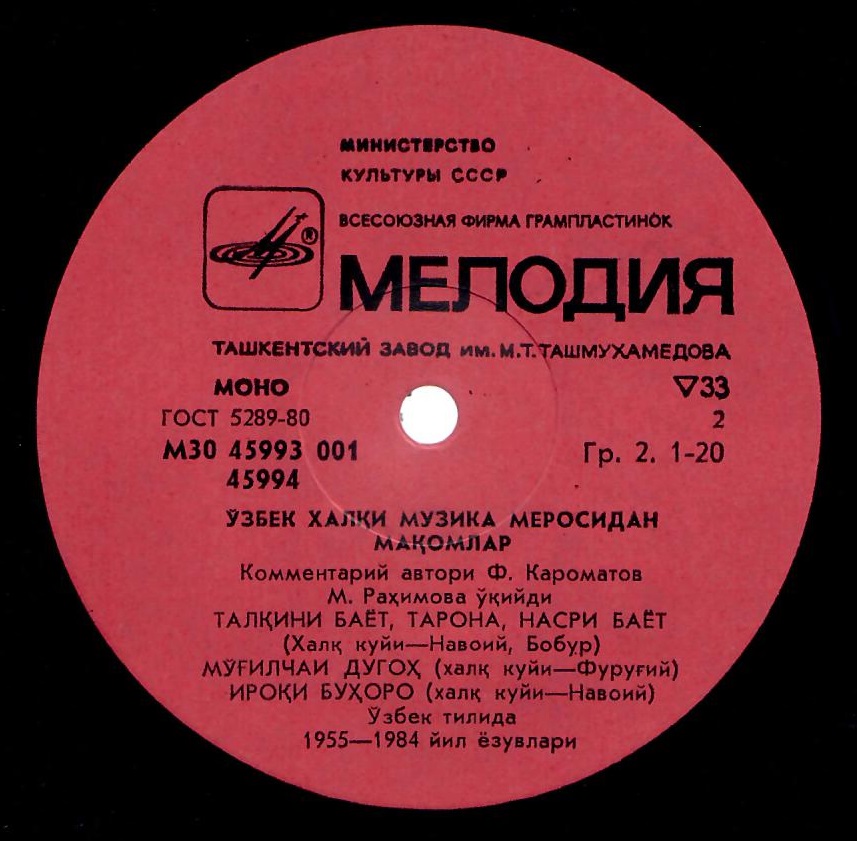 МИНИСТЕРСТВО
КУЛЬТУРЫ СССР
ВСЕСОЮЗНАЯ ФИРМА ГРАМПЛАСТИНОК
®
МЕЛОДИЯ
ТАШКЕНТСКИЙ ЗАВОД им. М.Т. ТАШМУХАМЕДОВА
МОНО ▽33
ГОСТ 5289-80 2
М30 45993 001 Гр. 2. 1-20
45994
ЎЗБЕК ХАЛҚИ МУЗИКА МЕРОСИДАН
МАҚОМЛАР
Комментарий автори Ф. Кароматов
М. Раҳимова ўқийди
ТАЛҚИНИ БАЁТ, ТАРОНА, НАСРИ БАЁТ
(Халқ куйи—Навоий, Бобур)
МЎҒИЛЧАИ ДУГОҲ (халқ куйи—Фуруғий)
ИРОҚИ БУҲОРО (халқ куйи—Навоий)
Ўзбек тилида
1955—1984 йил ёзувлари